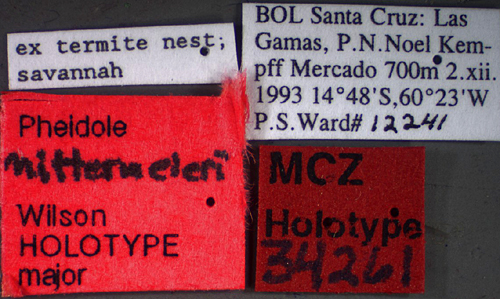 ex termite nest;
savannah
BOL Santa Cruz: Las
Gamas, P.N.Noel Kem-
pff Mercado 700m 2.xii.
1993 14°48'S,60°23'W
P.S.Ward# 12241
Pheidole
mittermeieri
Wilson
HOLOTYPE
major
MCZ
Holotype
34261